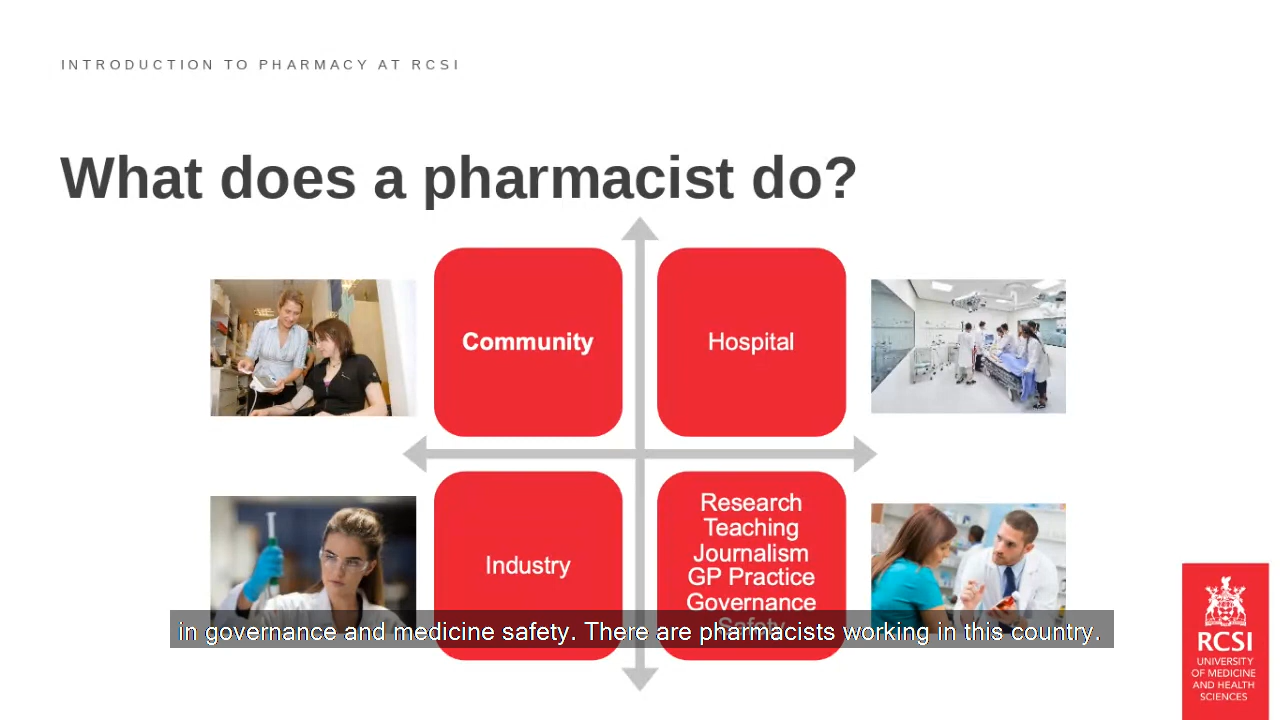 INTRODUCTION TO PHARMACY AT RCSI
What does a pharmacist do?
Community
Hospital
Industry
Research
Teaching
Journalism
GP Practice
Governance
Safety
in governance and medicine safety. There are pharmacists working in this country.
RCSI
UNIVERSITY
OF MEDICINE
AND HEALTH
SCIENCES